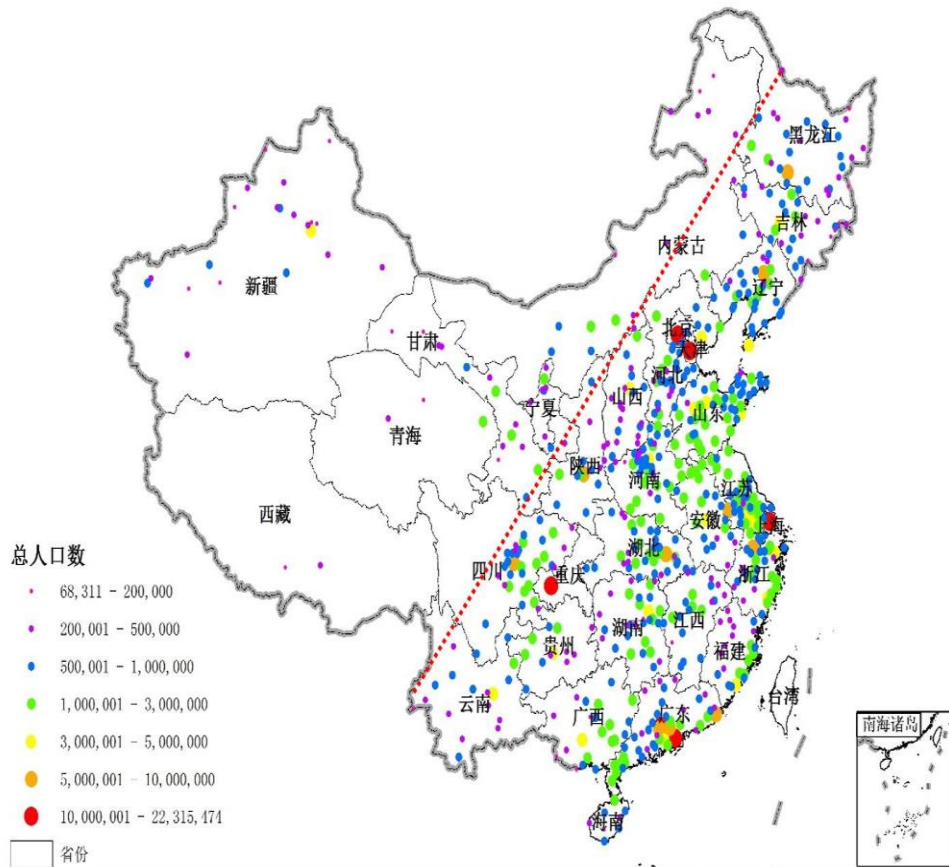 黑龙江
吉林
内蒙古
辽宁
新疆
北京
天津
甘肃
河北
山西
宁夏
山东
青海
陕西
河南
江苏
西藏
安徽
上海
湖北
四川
重庆
浙江
湖南
江西
贵州
福建
云南
台湾
广西
广东
海南
南海诸岛
总人口数
68,311 - 200,000
200,001 - 500,000
500,001 - 1,000,000
1,000,001 - 3,000,000
3,000,001 - 5,000,000
5,000,001 - 10,000,000
10,000,001 - 22,315,474
省份